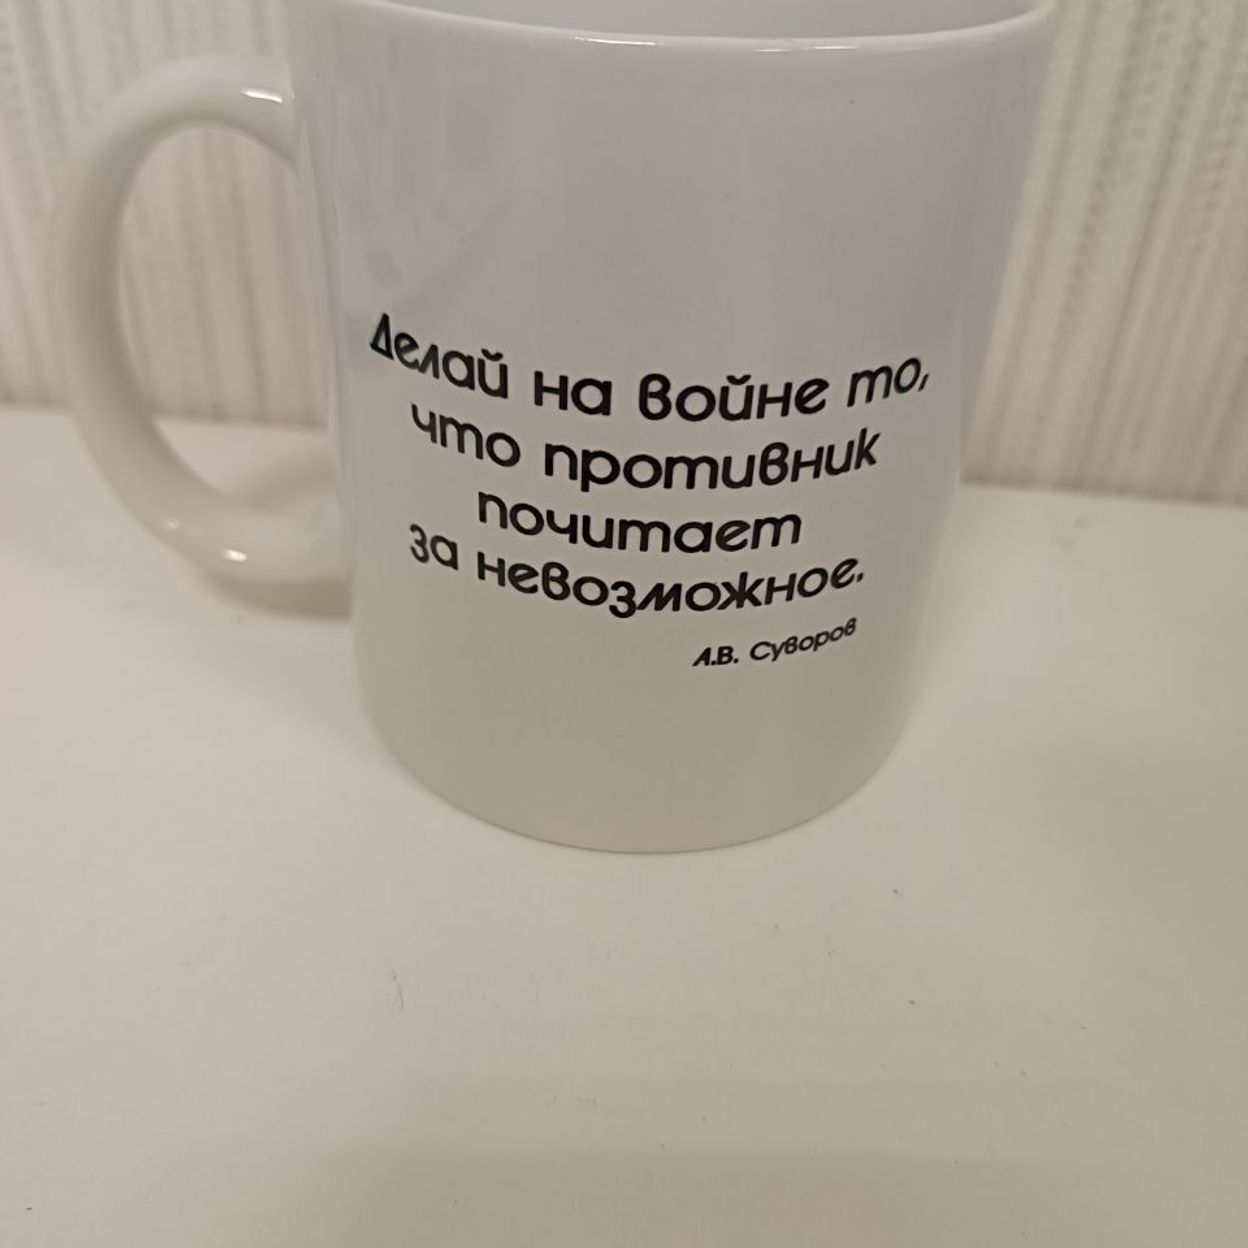 Делай на войне то,
что противник
почитает
за невозможное.
А.В. Суворов